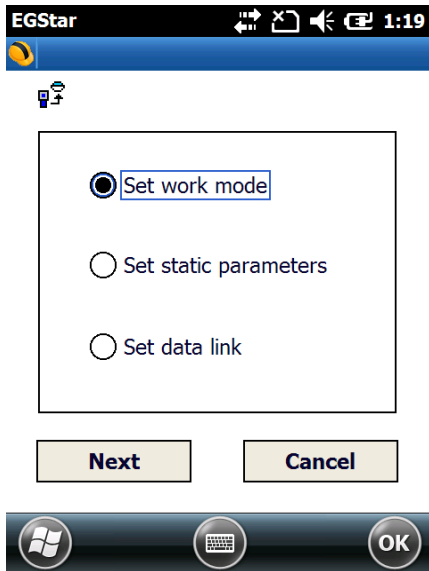 EGStar 1:19
Set work mode
Set static parameters
Set data link
Next Cancel
OK